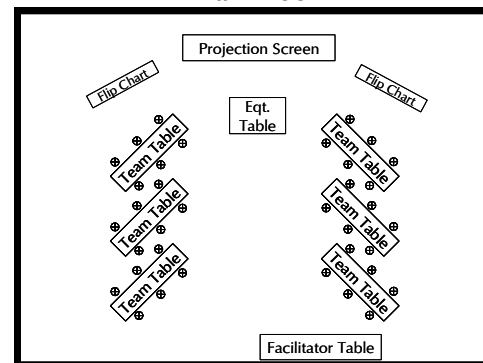 Projection Screen
Flip Chart
Flip Chart
Eqt.
Table
Team Table
Team Table
Team Table
Team Table
Team Table
Team Table
Facilitator Table